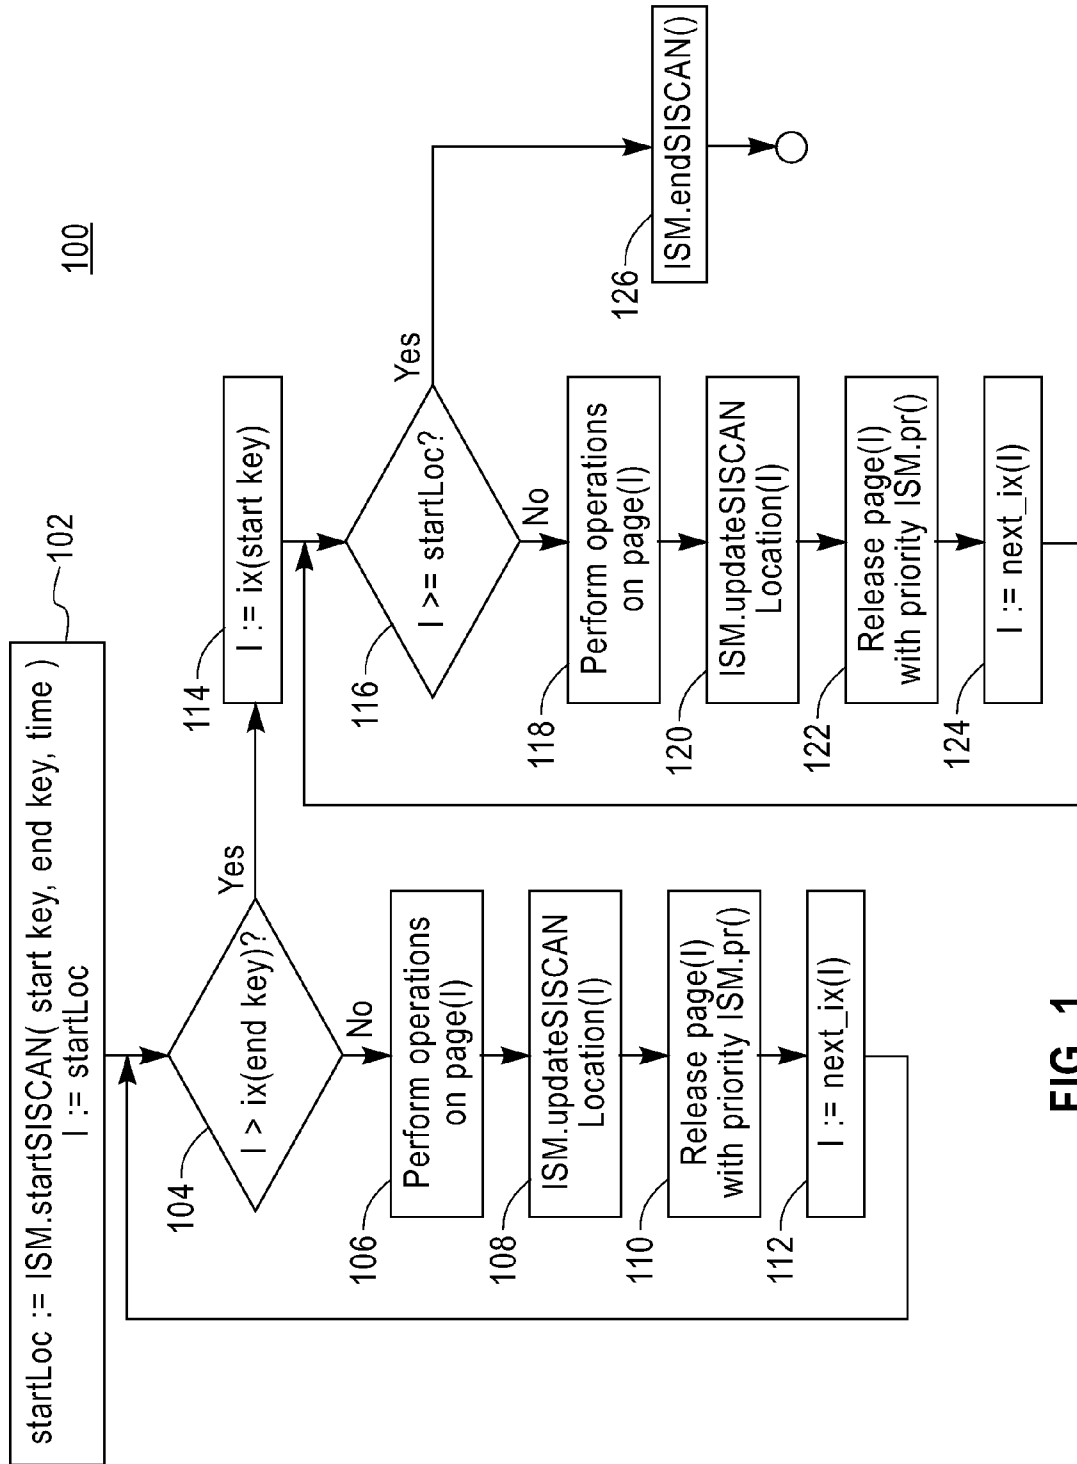 100
startLoc := ISM.startSISCAN( start key, end key, time )
l := startLoc
102
104
l > ix(end key)?
Yes
No
106
Perform operations
on page(l)
108
ISM.updateSISCAN
Location(l)
110
Release page(l)
with priority ISM.pr()
112
l := next_ix(l)
114
l := ix(start key)
116
l >= startLoc?
Yes
No
118
Perform operations
on page(l)
120
ISM.updateSISCAN
Location(l)
122
Release page(l)
with priority ISM.pr()
124
l := next_ix(l)
126
ISM.endSISCAN()
FIG. 1